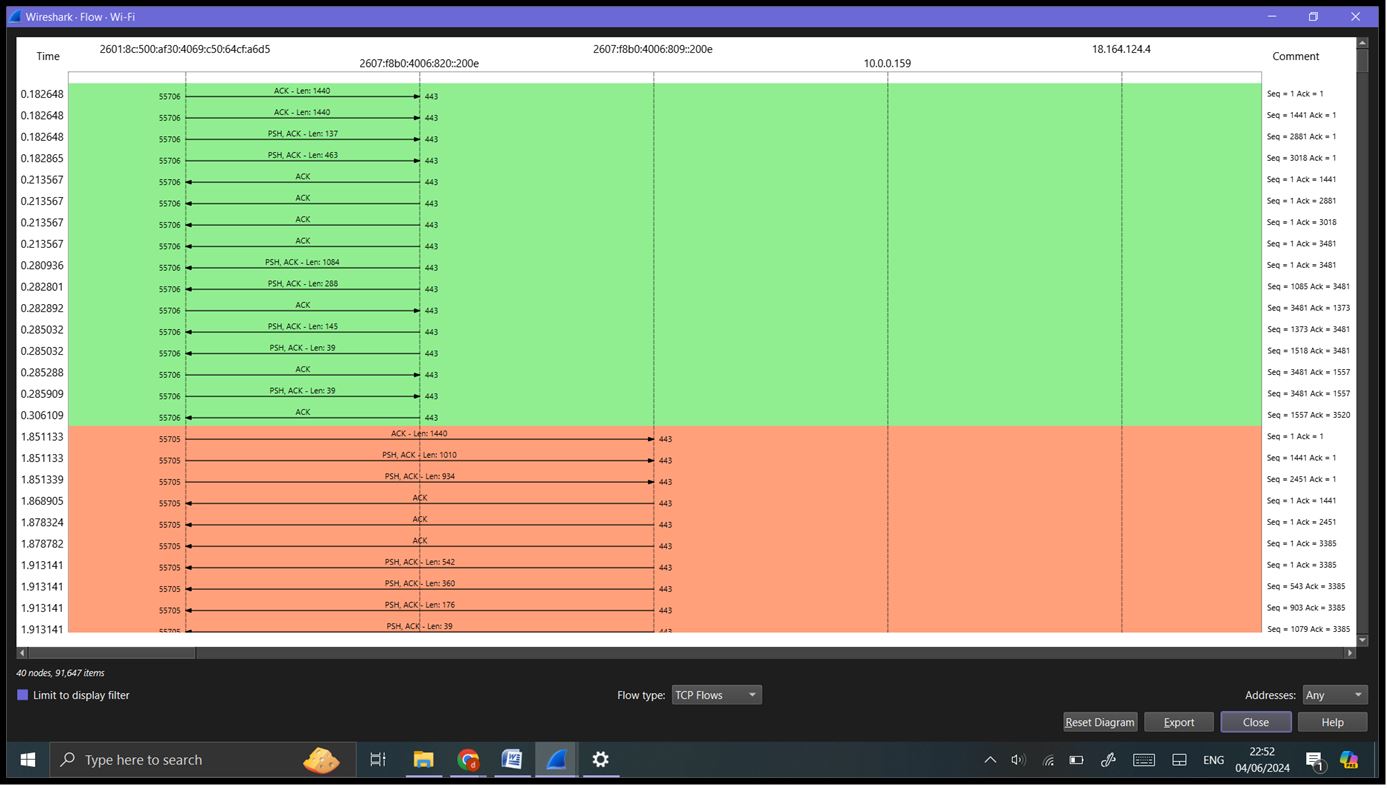 Wireshark · Flow · Wi-Fi
Time 2601:8c:500:af30:4069:c50:64cf:a6d5 2607:f8b0:4006:820::200e 2607:f8b0:4006:809::200e 10.0.0.159 18.164.124.4 Comment
0.182648 55706 ACK - Len: 1440 443 Seq = 1 Ack = 1
0.182648 55706 ACK - Len: 1440 443 Seq = 1441 Ack = 1
0.182648 55706 PSH, ACK - Len: 137 443 Seq = 2881 Ack = 1
0.182865 55706 PSH, ACK - Len: 463 443 Seq = 3018 Ack = 1
0.213567 55706 ACK 443 Seq = 1 Ack = 1441
0.213567 55706 ACK 443 Seq = 1 Ack = 2881
0.213567 55706 ACK 443 Seq = 1 Ack = 3018
0.213567 55706 ACK 443 Seq = 1 Ack = 3481
0.280936 55706 PSH, ACK - Len: 1084 443 Seq = 1 Ack = 3481
0.282801 55706 PSH, ACK - Len: 288 443 Seq = 1085 Ack = 3481
0.282892 55706 ACK 443 Seq = 3481 Ack = 1373
0.285032 55706 PSH, ACK - Len: 145 443 Seq = 1373 Ack = 3481
0.285032 55706 PSH, ACK - Len: 39 443 Seq = 1518 Ack = 3481
0.285288 55706 ACK 443 Seq = 3481 Ack = 1557
0.285909 55706 PSH, ACK - Len: 39 443 Seq = 3481 Ack = 1557
0.306109 55706 ACK 443 Seq = 1557 Ack = 3520
1.851133 55705 ACK - Len: 1440 443 Seq = 1 Ack = 1
1.851133 55705 PSH, ACK - Len: 1010 443 Seq = 1441 Ack = 1
1.851339 55705 PSH, ACK - Len: 934 443 Seq = 2451 Ack = 1
1.868905 55705 ACK 443 Seq = 1 Ack = 1441
1.878324 55705 ACK 443 Seq = 1 Ack = 2451
1.878782 55705 ACK 443 Seq = 1 Ack = 3385
1.913141 55705 PSH, ACK - Len: 542 443 Seq = 1 Ack = 3385
1.913141 55705 PSH, ACK - Len: 360 443 Seq = 543 Ack = 3385
1.913141 55705 PSH, ACK - Len: 176 443 Seq = 903 Ack = 3385
1.913141 55705 PSH, ACK - Len: 39 443 Seq = 1079 Ack = 3385
40 nodes, 91,647 items
Limit to display filter Flow type: TCP Flows Addresses: Any
Reset Diagram Export Close Help
Type here to search ENG 22:52
04/06/2024 1